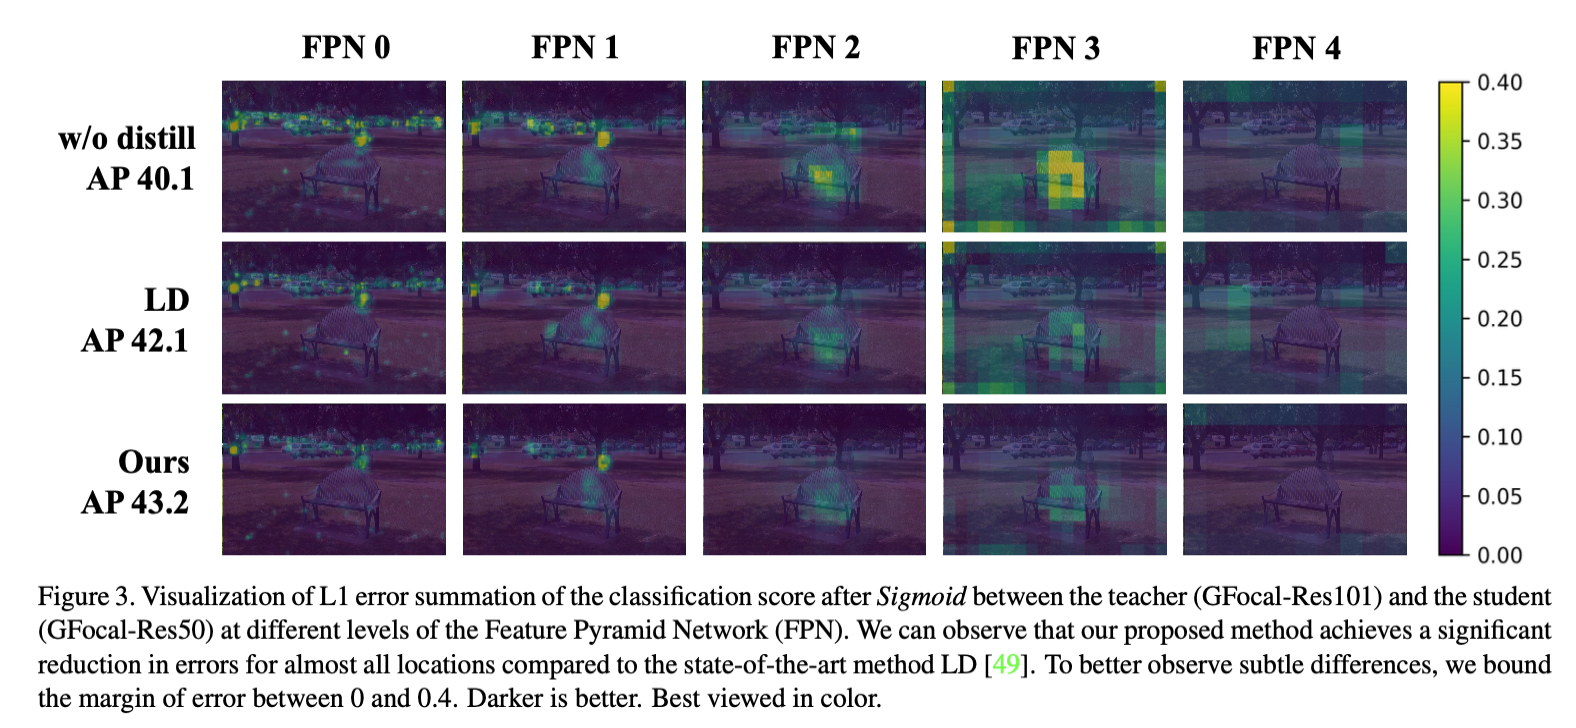 FPN 0 FPN 1 FPN 2 FPN 3 FPN 4
w/o distill
AP 40.1
LD
AP 42.1
Ours
AP 43.2
0.40
0.35
0.30
0.25
0.20
0.15
0.10
0.05
0.00
Figure 3. Visualization of L1 error summation of the classification score after Sigmoid between the teacher (GFocal-Res101) and the student
(GFocal-Res50) at different levels of the Feature Pyramid Network (FPN). We can observe that our proposed method achieves a significant
reduction in errors for almost all locations compared to the state-of-the-art method LD [49]. To better observe subtle differences, we bound
the margin of error between 0 and 0.4. Darker is better. Best viewed in color.